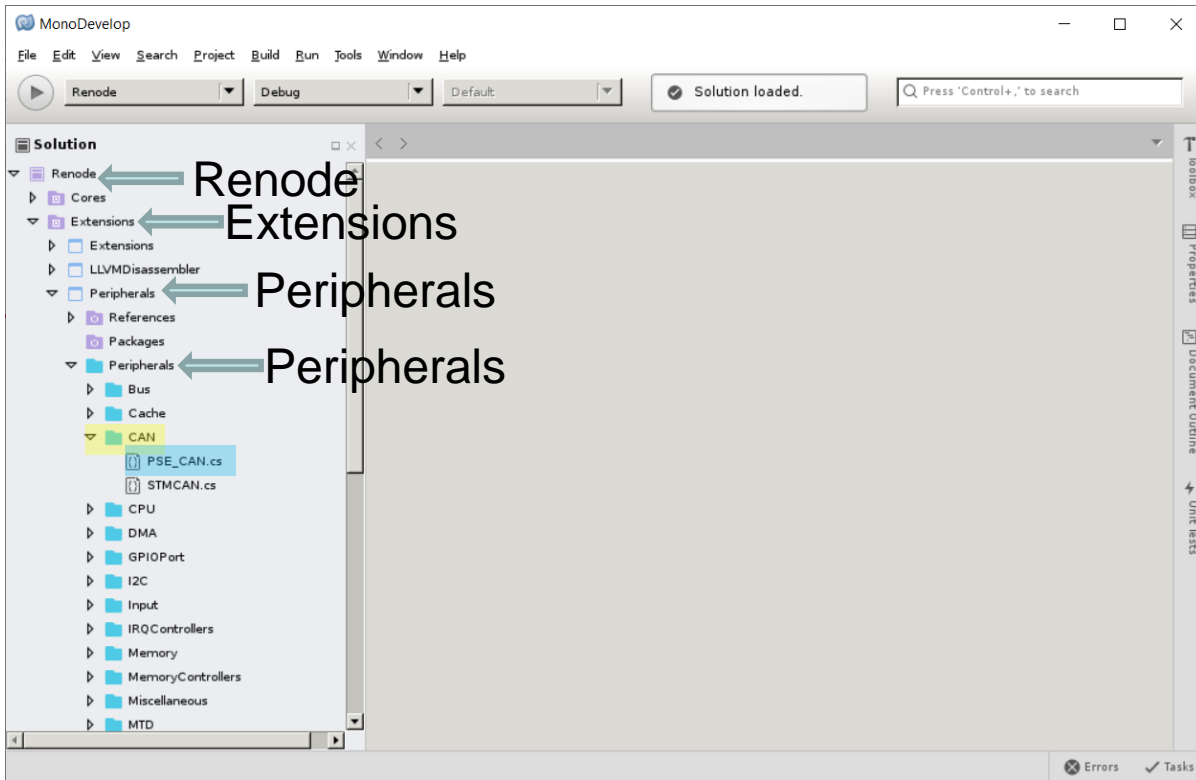 MonoDevelop
File Edit View Search Project Build Run Tools Window Help
Renode Debug Default Solution loaded. Press 'Control+,' to search
Solution
Renode Renode
Cores
Extensions Extensions
Extensions
LLVMDisassembler
Peripherals Peripherals
References
Packages
Peripherals Peripherals
Bus
Cache
CAN
PSE_CAN.cs
STMCAN.cs
CPU
DMA
GPIOPort
I2C
Input
IRQControllers
Memory
MemoryControllers
Miscellaneous
MTD
Toolbox
Properties
Document Outline
Unit Tests
Errors Tasks